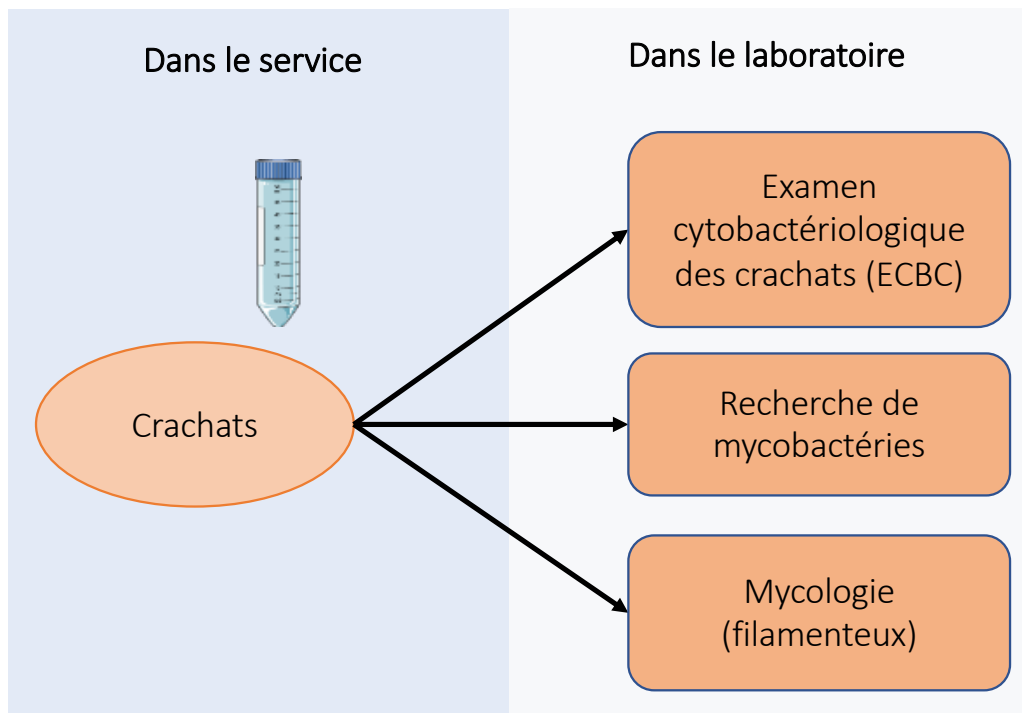 Dans le service
Dans le laboratoire
Crachats
Examen
cytobactériologique
des crachats (ECBC)
Recherche de
mycobactéries
Mycologie
(filamenteux)